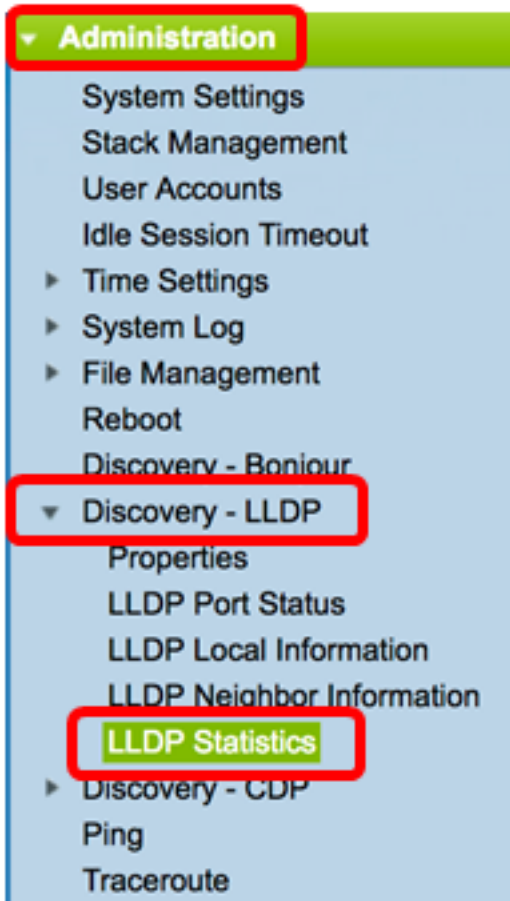 Administration
System Settings
Stack Management
User Accounts
Idle Session Timeout
Time Settings
System Log
File Management
Reboot
Discovery - Bonjour
Discovery - LLDP
Properties
LLDP Port Status
LLDP Local Information
LLDP Neighbor Information
LLDP Statistics
Discovery - CDP
Ping
Traceroute